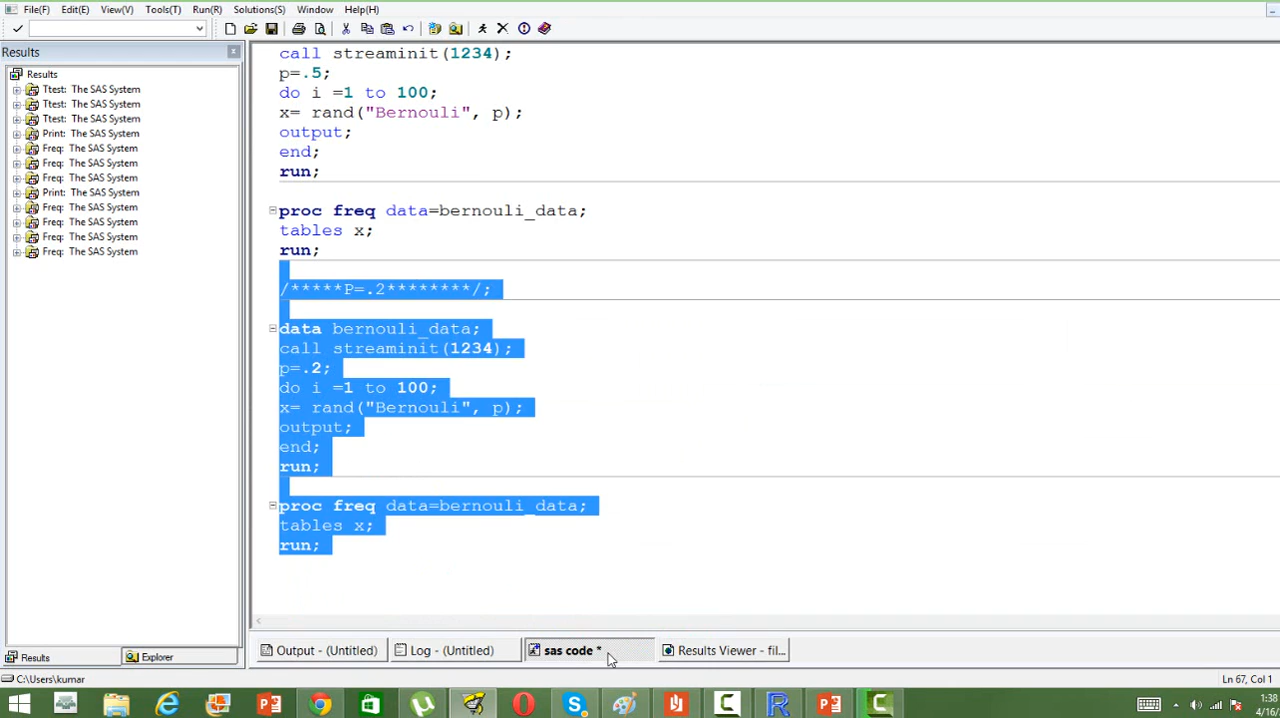 File(F) Edit(E) View(V) Tools(T) Run(R) Solutions(S) Window Help(H)
Results
Results
Ttest: The SAS System
Ttest: The SAS System
Ttest: The SAS System
Print: The SAS System
Freq: The SAS System
Freq: The SAS System
Freq: The SAS System
Print: The SAS System
Freq: The SAS System
Freq: The SAS System
Freq: The SAS System
Freq: The SAS System
call streaminit(1234);
p=.5;
do i =1 to 100;
x= rand("Bernouli", p);
output;
end;
run;
proc freq data=bernouli_data;
tables x;
run;
/*****P=.2********/;
data bernouli_data;
call streaminit(1234);
p=.2;
do i =1 to 100;
x= rand("Bernouli", p);
output;
end;
run;
proc freq data=bernouli_data;
tables x;
run;
Results Explorer
Output - (Untitled) Log - (Untitled) sas code * Results Viewer - fil...
C:\Users\kumar
Ln 67, Col 1
1:38
4/16/